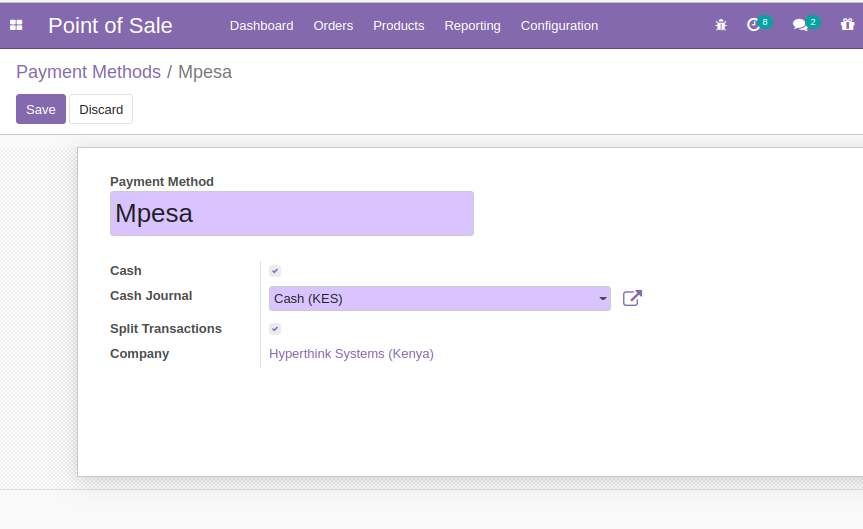 Point of Sale Dashboard Orders Products Reporting Configuration 8 2
Payment Methods / Mpesa
Save Discard
Payment Method
Mpesa
Cash
Cash Journal Cash (KES)
Split Transactions
Company Hyperthink Systems (Kenya)